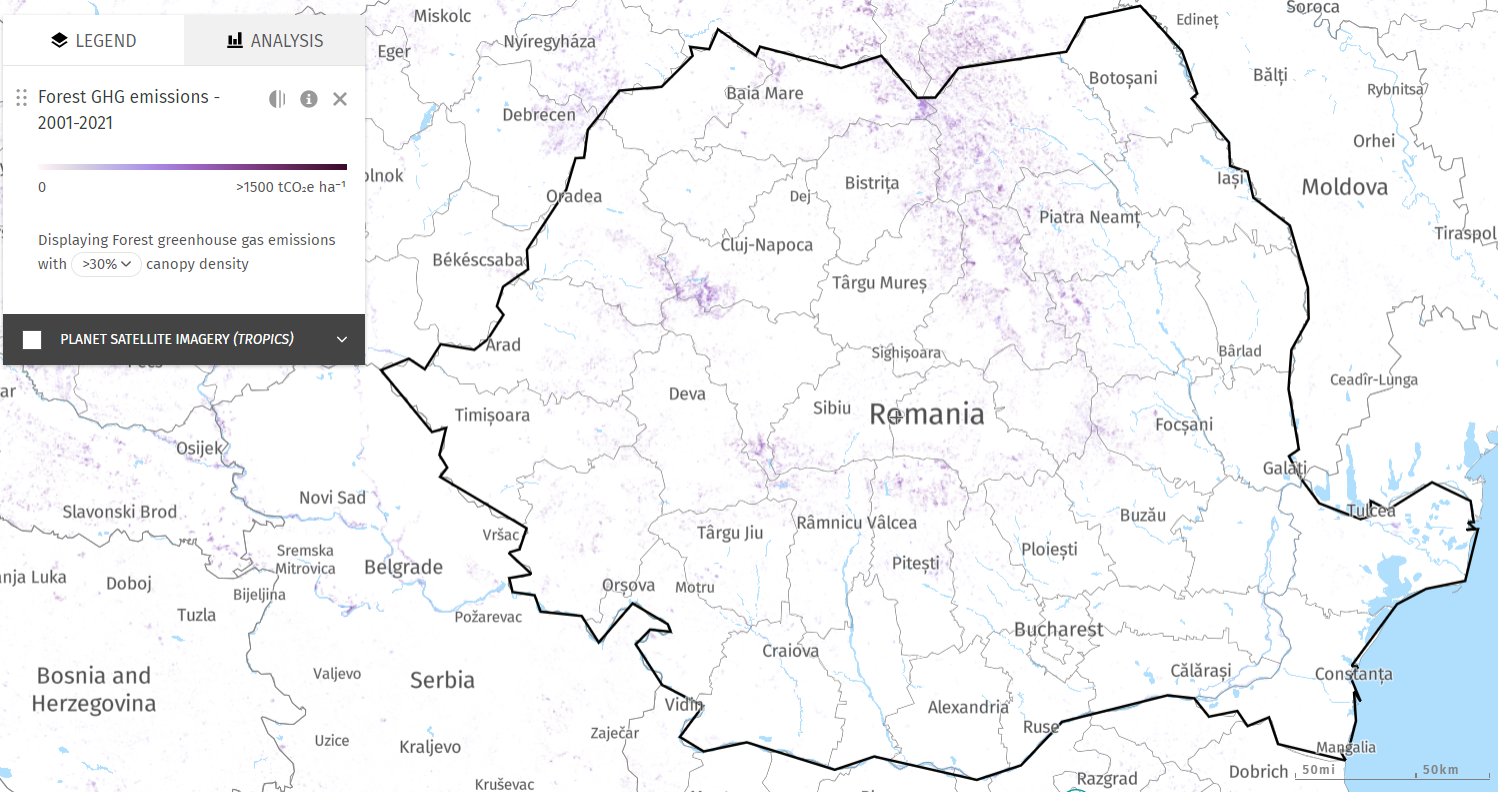 LEGEND
ANALYSIS
Forest GHG emissions -
2001-2021
0
>1500 tCO₂e ha⁻¹
Displaying Forest greenhouse gas emissions
with >30% canopy density
PLANET SATELLITE IMAGERY (TROPICS)
Miskolc
Edineț
Soroca
Nyíregyháza
Eger
Botoșani
Bălți
Baia Mare
Rybnitsa
Debrecen
Orhei
olnok
Bistrița
Iași
Moldova
Oradea
Dej
Piatra Neamț
Tiraspol
Cluj-Napoca
Békéscsaba
Târgu Mureș
Arad
Sighișoara
Bârlad
Ceadîr-Lunga
ar
Deva
Sibiu
Romania
Timișoara
Focșani
Osijek
Galați
Novi Sad
Slavonski Brod
Tulcea
Buzău
Râmnicu Vâlcea
Târgu Jiu
Vršac
Sremska
Mitrovica
Ploiești
Belgrade
Pitești
nja Luka
Doboj
Orșova
Motru
Bijeljina
Tuzla
Požarevac
Bucharest
Craiova
Bosnia and
Herzegovina
Valjevo
Serbia
Călărași
Constanța
Vidin
Alexandria
Ruse
Zaječar
Uzice
Kraljevo
Mangalia
Dobrich
50mi
50km
Razgrad
Kruševac